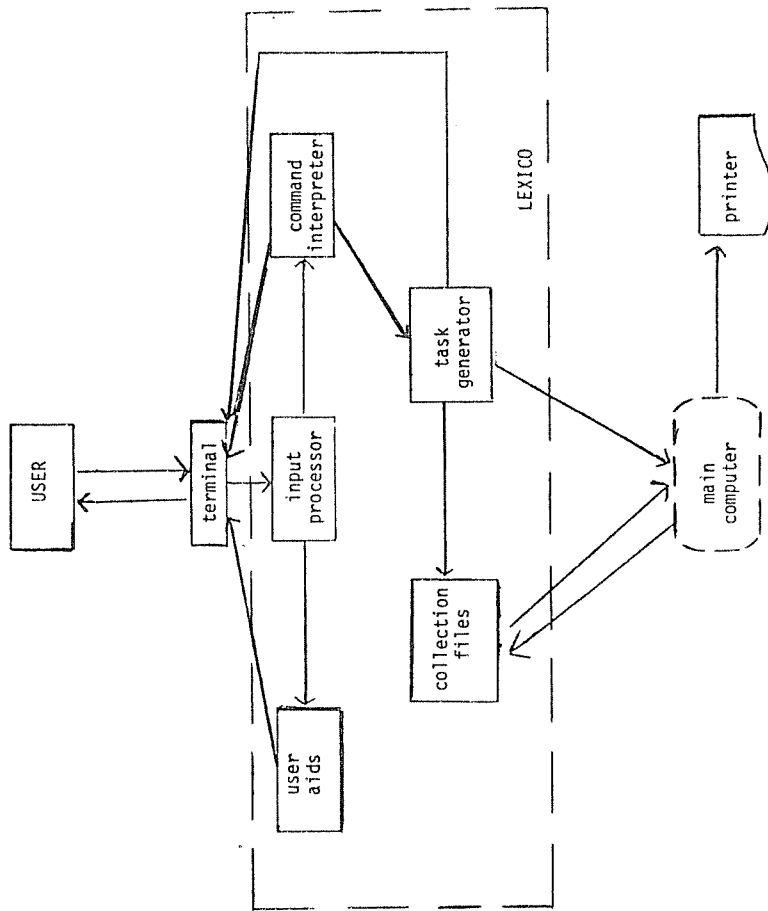 USER
terminal
input
processor
command
interpreter
user
aids
task
generator
collection
files
LEXICO
main
computer
printer